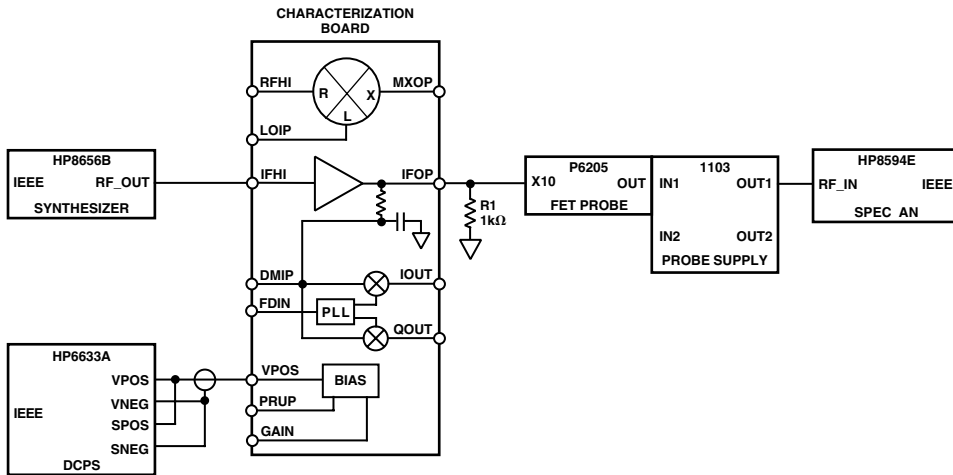 CHARACTERIZATION
BOARD
RFHI
R
X
L
MXOP
LOIP
HP8656B
IEEE
RF_OUT
SYNTHESIZER
IFHI
IFOP
R1
1kΩ
P6205
X10
OUT
FET PROBE
1103
IN1
OUT1
IN2
OUT2
PROBE SUPPLY
HP8594E
RF_IN
IEEE
SPEC AN
DMIP
IOUT
FDIN
PLL
QOUT
HP6633A
VPOS
IEEE
VNEG
SPOS
SNEG
DCPS
VPOS
BIAS
PRUP
GAIN